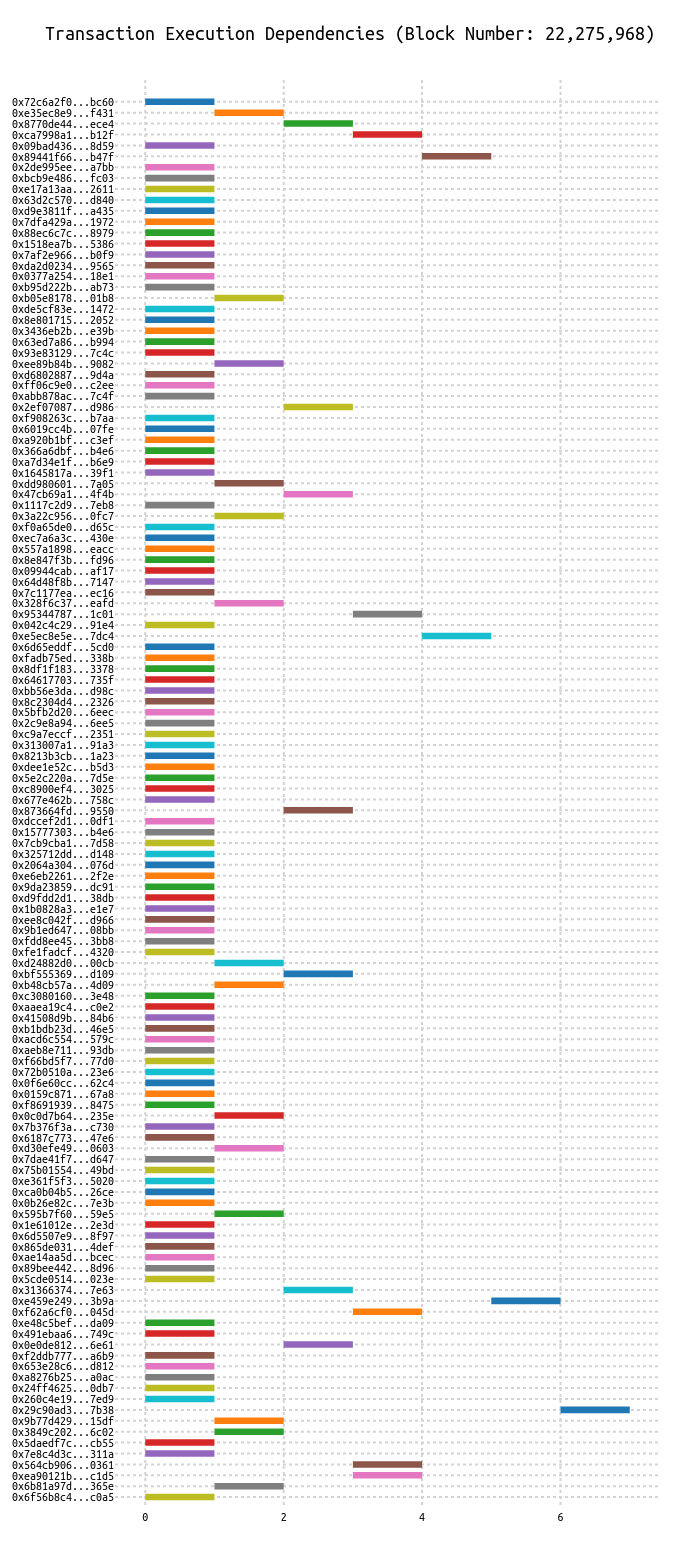 Transaction Execution Dependencies (Block Number: 22,275,968)
0x72c6a2f0...bc60
0xe35ec8e9...f431
0x8770de44...ece4
0xca7998a1...b12f
0x09bad436...8d59
0x89441f66...b47f
0x2de995ee...a7bb
0xbcb9e486...fc03
0xe17a13aa...2611
0x63d2c570...d840
0xd9e3811f...a435
0x7dfa429a...1972
0x88ec6c7c...8979
0x1518ea7b...5386
0x7af2e966...b0f9
0xda2d0234...9565
0x0377a254...18e1
0xb95d222b...ab73
0xb05e8178...01b8
0xde5cf83e...1472
0x8e801715...2052
0x3436eb2b...e39b
0x63ed7a86...b994
0x93e83129...7c4c
0xee89b84b...9082
0xd6802887...9d4a
0xff06c9e0...c2ee
0xabb878ac...7c4f
0x2ef07087...d986
0xf908263c...b7aa
0x6019cc4b...07fe
0xa920b1bf...c3ef
0x366a6dbf...b4e6
0xa7d34e1f...b6e9
0x1645817a...39f1
0xdd980601...7a05
0x47cb69a1...4f4b
0x1117c2d9...7eb8
0x3a22c956...0fc7
0xf0a65de0...d65c
0xec7a6a3c...430e
0x557a1898...eacc
0x8e847f3b...fd96
0x09944cab...af17
0x64d48f8b...7147
0x7c1177ea...ec16
0x328f6c37...eafd
0x95344787...1c01
0x042c4c29...91e4
0xe5ec8e5e...7dc4
0x6d65eddf...5cd0
0xfadb75ed...338b
0x8df1f183...3378
0x64617703...735f
0xbb56e3da...d98c
0x8c2304d4...2326
0x5bfb2d20...6eec
0x2c9e8a94...6ee5
0xc9a7eccf...2351
0x313007a1...91a3
0x8213b3cb...1a23
0xdee1e52c...b5d3
0x5e2c220a...7d5e
0xc8900ef4...3025
0x677e462b...758c
0x873664fd...9550
0xdccef2d1...0df1
0x15777303...b4e6
0x7cb9cba1...7d58
0x325712dd...d148
0x2064a304...076d
0xe6eb2261...2f2e
0x9da23859...dc91
0xd9fdd2d1...38db
0x1b0828a3...e1e7
0xee8c042f...d966
0x9b1ed647...08bb
0xfdd8ee45...3bb8
0xfe1fadcf...4320
0xd24882d0...00cb
0xbf555369...d109
0xb48cb57a...4d09
0xc3080160...3e48
0xaaea19c4...c0e2
0x41508d9b...84b6
0xb1bdb23d...46e5
0xacd6c554...579c
0xaeb8e711...93db
0xf66bd5f7...77d0
0x72b0510a...23e6
0x0f6e60cc...62c4
0x0159c871...67a8
0xf8691939...8475
0x0c0d7b64...235e
0x7b376f3a...c730
0x6187c773...47e6
0xd30efe49...0603
0x7dae41f7...d647
0x75b01554...49bd
0xe361f5f3...5020
0xca0b04b5...26ce
0x0b26e82c...7e3b
0x595b7f60...59e5
0x1e61012e...2e3d
0x6d5507e9...8f97
0x865de031...4def
0xae14aa5d...bcec
0x89bee442...8d96
0x5cde0514...023e
0x31366374...7e63
0xe459e249...3b9a
0xf62a6cf0...045d
0xe48c5bef...da09
0x491ebaa6...749c
0x0e0de812...6e61
0xf2ddb777...a6b9
0x653e28c6...d812
0xa8276b25...a0ac
0x24ff4625...0db7
0x260c4e19...7ed9
0x29c90ad3...7b38
0x9b77d429...15df
0x3849c202...6c02
0x5daedf7c...cb55
0x7e8c4d3c...311a
0x564cb906...0361
0xea90121b...c1d5
0x6b81a97d...365e
0x6f56b8c4...c0a5
0 2 4 6